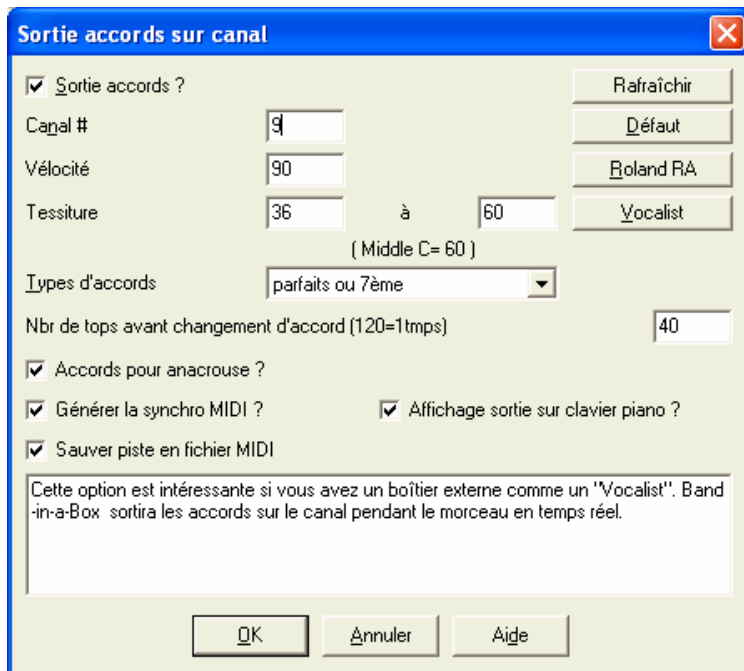 Sortie accords sur canal
Sortie accords ? Rafraîchir
Canal # 9 Défaut
Vélocité 90 Roland RA
Tessiture 36 à 60 Vocalist
( Middle C= 60 )
Types d'accords parfaits ou 7ème
Nbr de tops avant changement d'accord (120=1tmps) 40
Accords pour anacrouse ?
Générer la synchro MIDI ? Affichage sortie sur clavier piano ?
Sauver piste en fichier MIDI
Cette option est intéressante si vous avez un boîtier externe comme un "Vocalist". Band
-in-a-Box sortira les accords sur le canal pendant le morceau en temps réel.
OK Annuler Aide